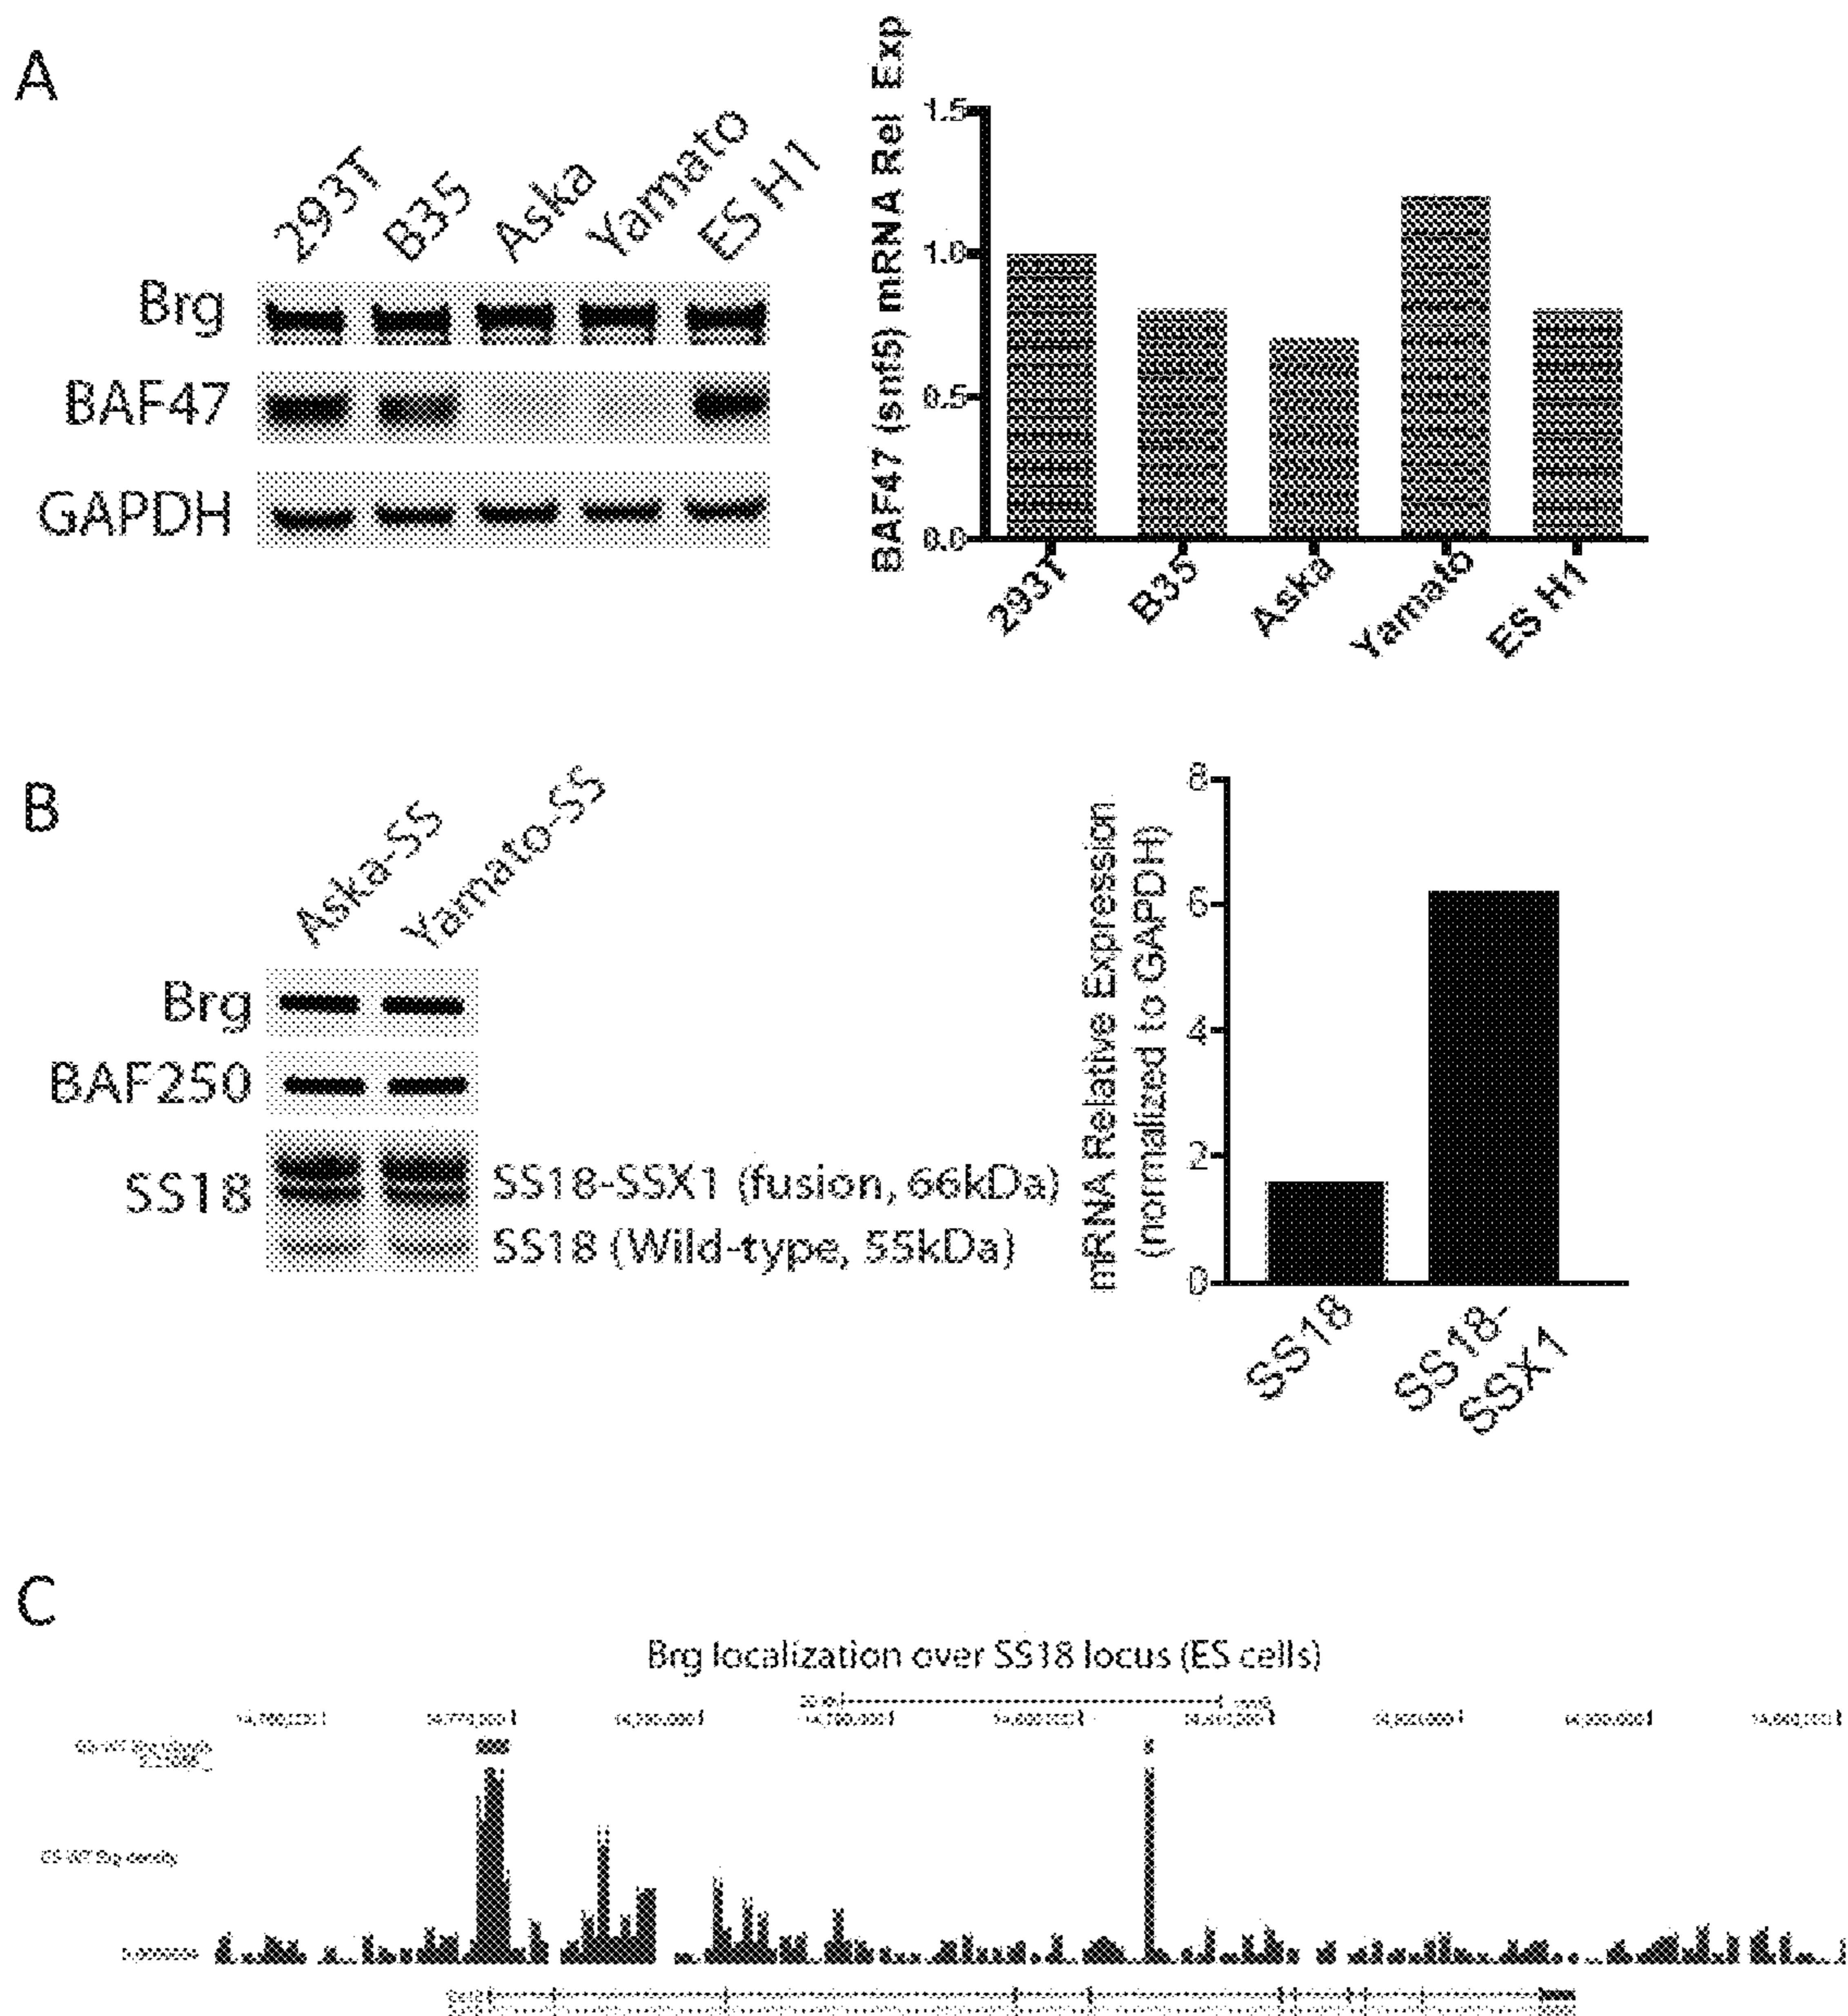 A
293T
B35
Aska
Yamato
ES H1
Brg
BAF47
GAPDH
BAF47 (snf5) mRNA Rel Exp
1.5
1.0
0.5
0.0
293T
B35
Aska
Yamato
ES H1
B
Aska-SS
Yamato-SS
Brg
BAF250
SS18
SS18-SSX1 (fusion, 66kDa)
SS18 (Wild-type, 55kDa)
mRNA Relative Expression
(normalized to GAPDH)
8
6
4
2
0
SS18
SS18-
SSX1
C
Brg localization over SS18 locus (ES cells)